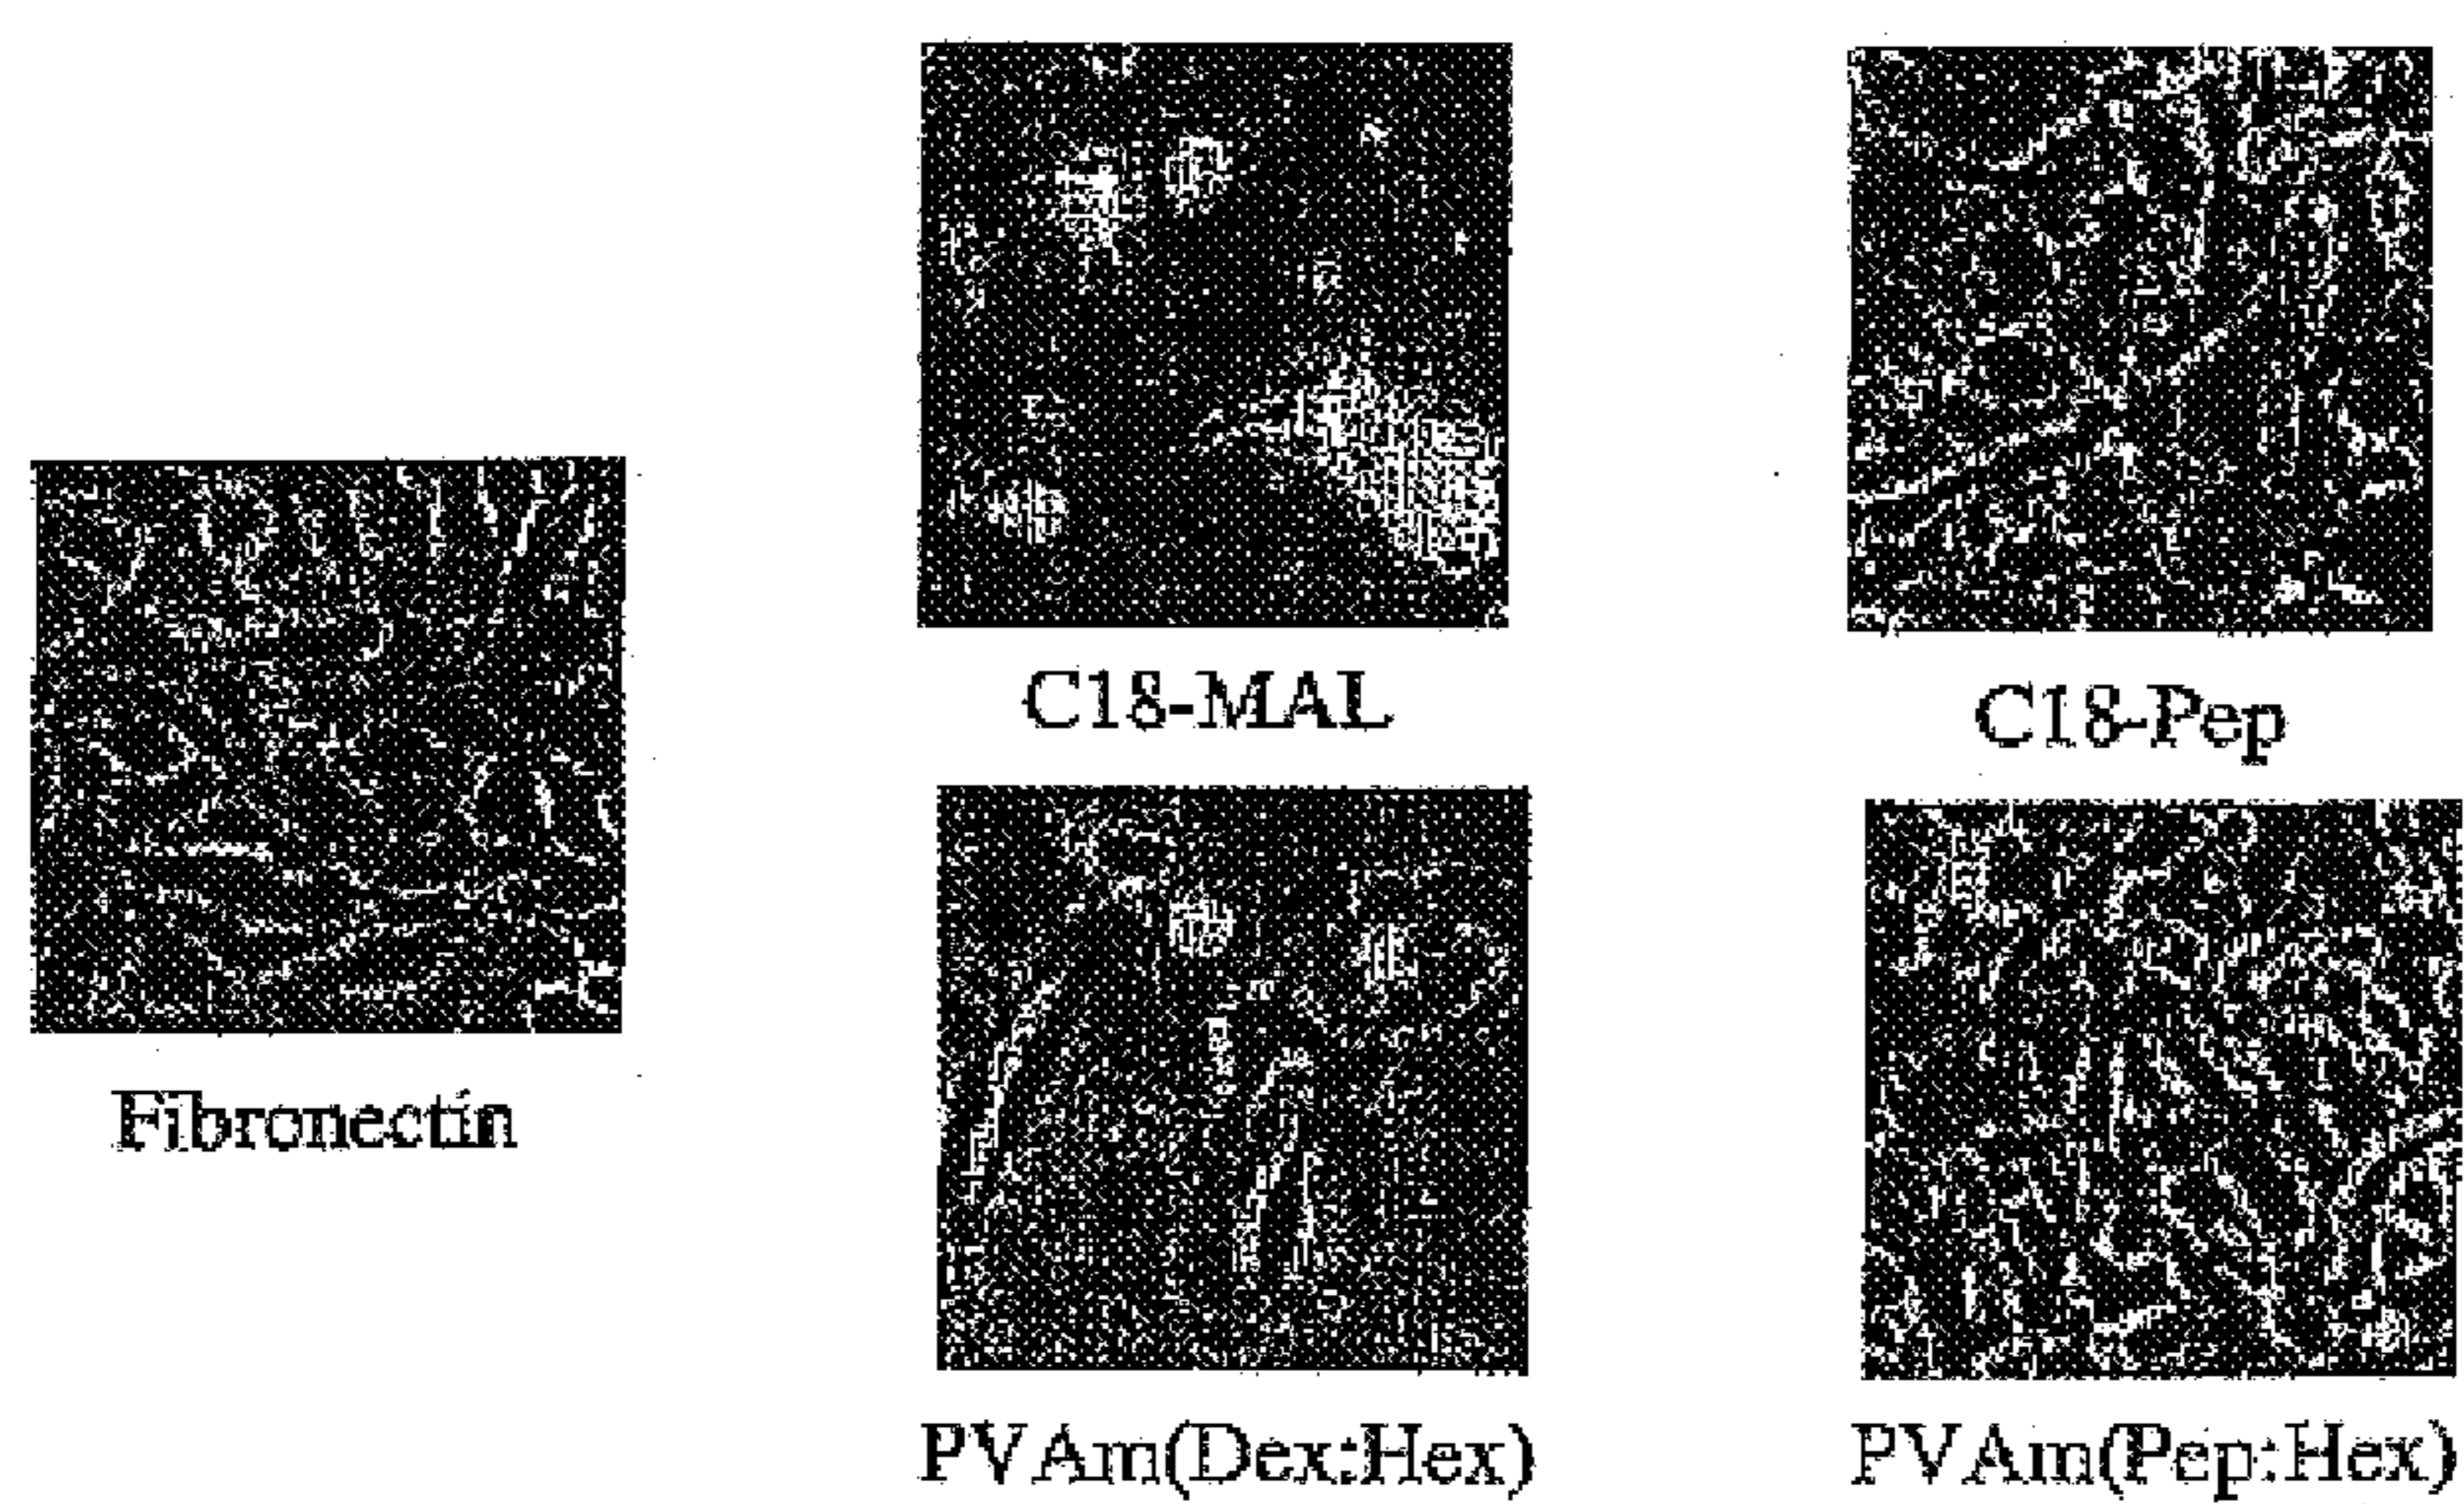 C18-MAL
C18-Pep
Fibronectin
PVAm(Dex:Hex)
PVAm(Pep:Hex)